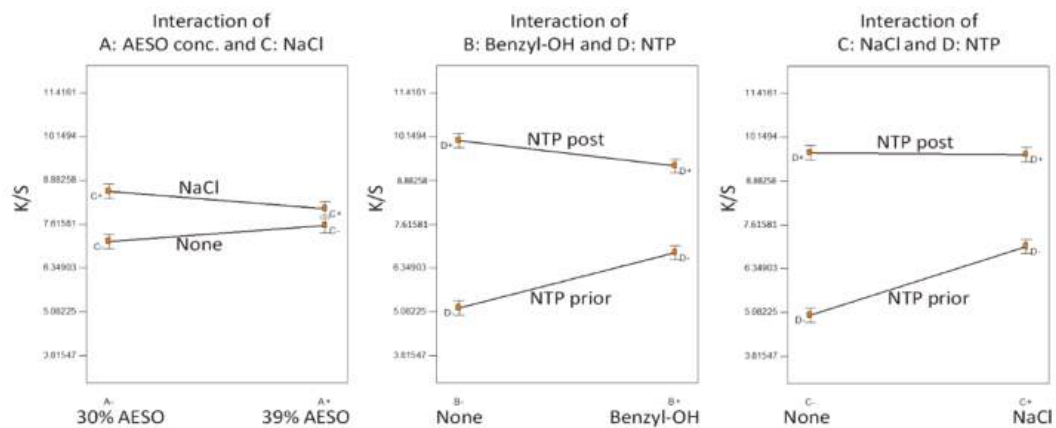 Interaction of
A: AESO conc. and C: NaCl
K/S
11.4161
10.1494
8.88258
7.61581
6.34903
5.08225
3.81547
C+
NaCl
C+
C-
None
C-
A-
A+
30% AESO
39% AESO
Interaction of
B: Benzyl-OH and D: NTP
K/S
11.4161
10.1494
8.88258
7.61581
6.34903
5.08225
3.81547
D+
NTP post
D+
D-
NTP prior
D-
B-
B+
None
Benzyl-OH
Interaction of
C: NaCl and D: NTP
K/S
11.4161
10.1494
8.88258
7.61581
6.34903
5.08225
3.81547
D+
NTP post
D+
D-
NTP prior
D-
C-
C+
None
NaCl